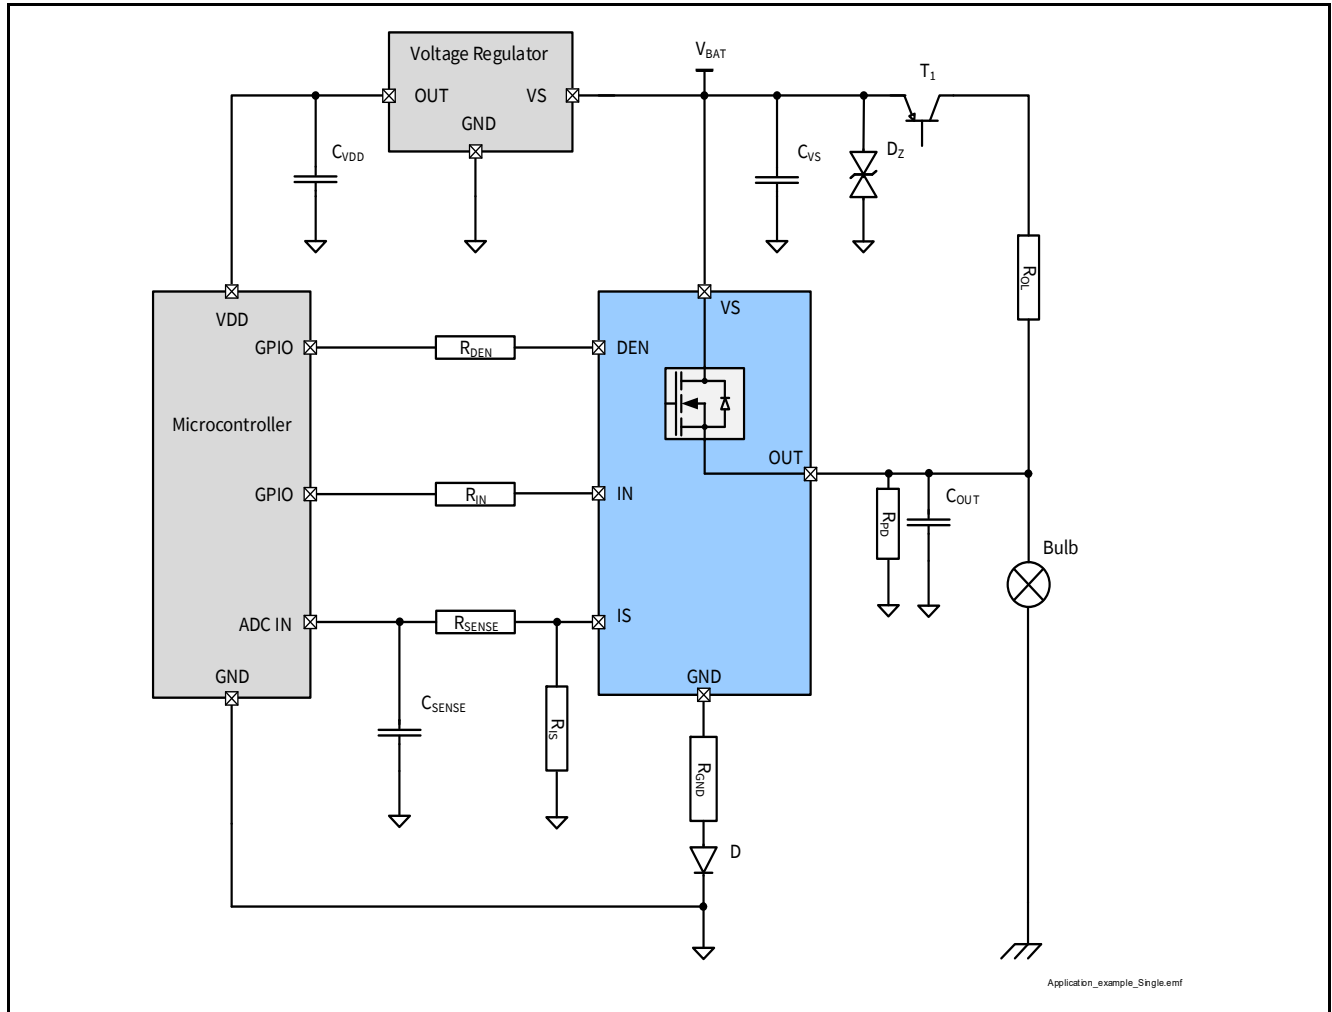 Voltage Regulator
OUT
VS
GND
VBAT
T1
CVDD
CVS
DZ
ROL
VDD
VS
GPIO
RDEN
DEN
Microcontroller
OUT
GPIO
RIN
IN
RPD
COUT
Bulb
ADC IN
RSENSE
IS
GND
GND
CSENSE
RIS
RGND
D
Application_example_Single.emf